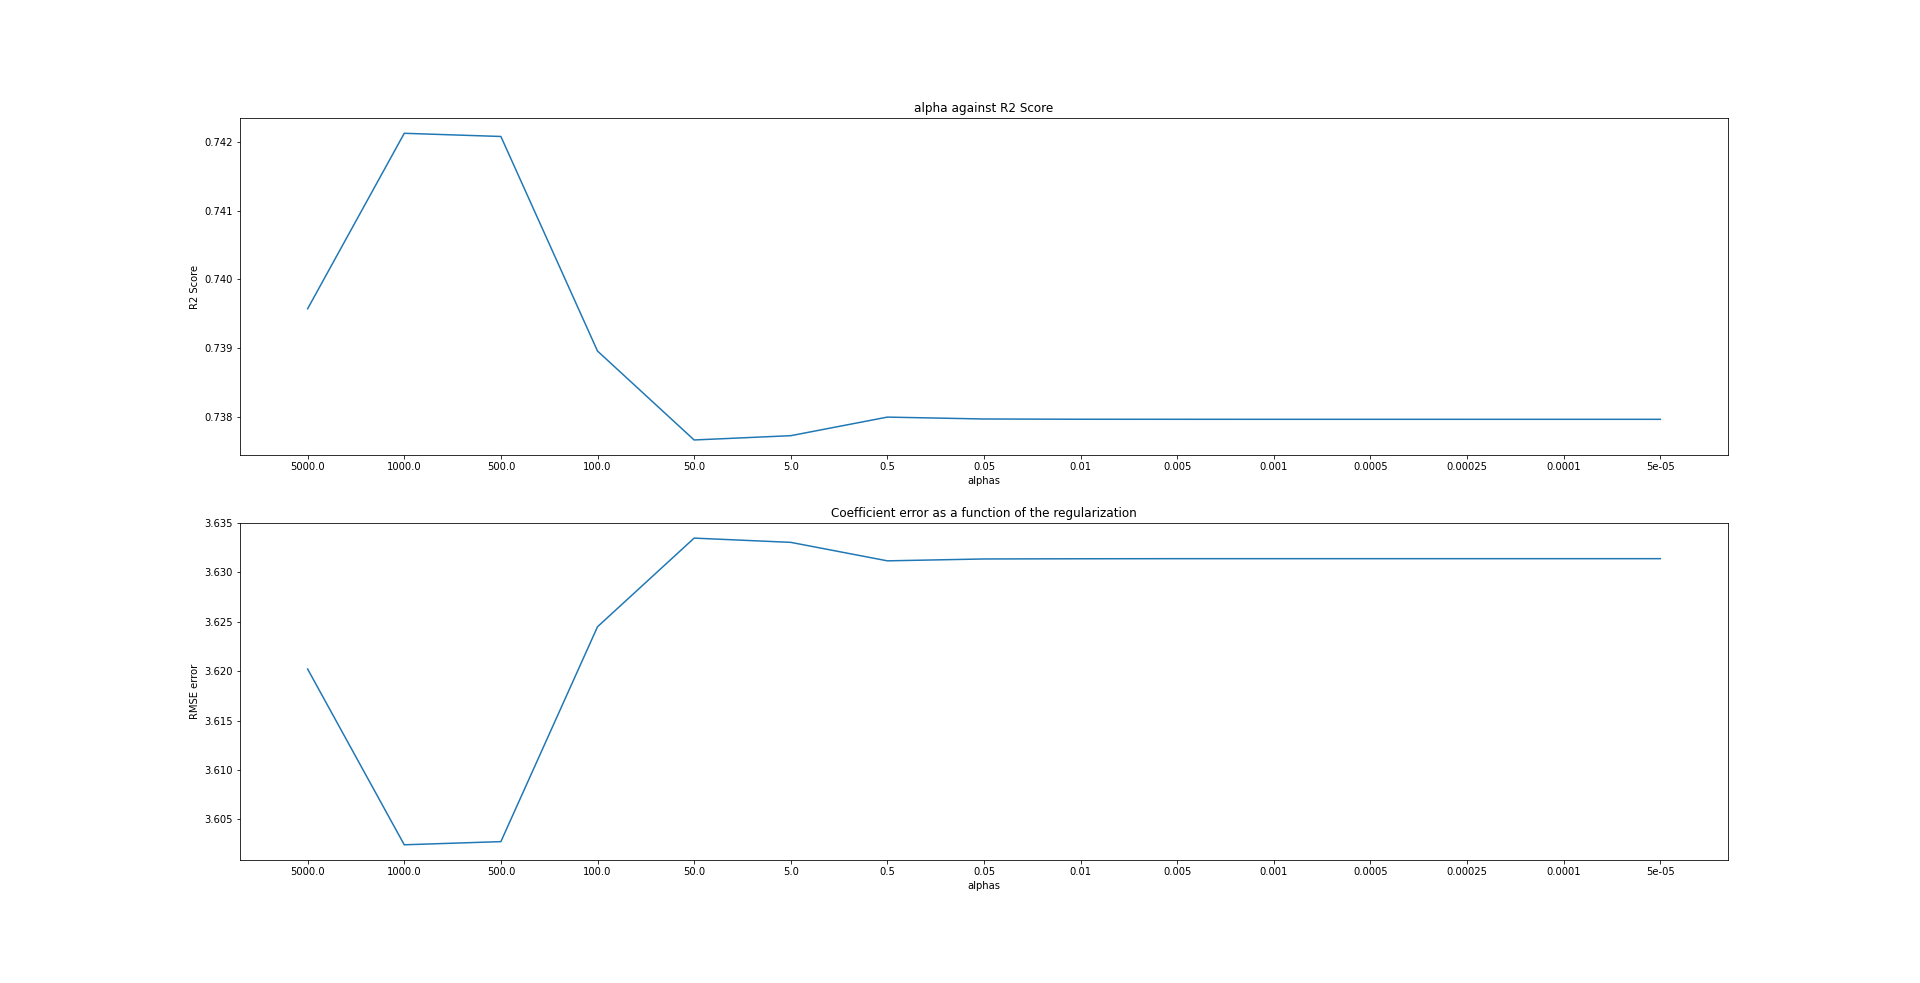 alpha against R2 Score
0.742
0.741
0.740
0.739
0.738
R2 Score
5000.0 1000.0 500.0 100.0 50.0 5.0 0.5 0.05 0.01 0.005 0.001 0.0005 0.00025 0.0001 5e-05
alphas
Coefficient error as a function of the regularization
3.635
3.630
3.625
3.620
3.615
3.610
3.605
RMSE error
5000.0 1000.0 500.0 100.0 50.0 5.0 0.5 0.05 0.01 0.005 0.001 0.0005 0.00025 0.0001 5e-05
alphas